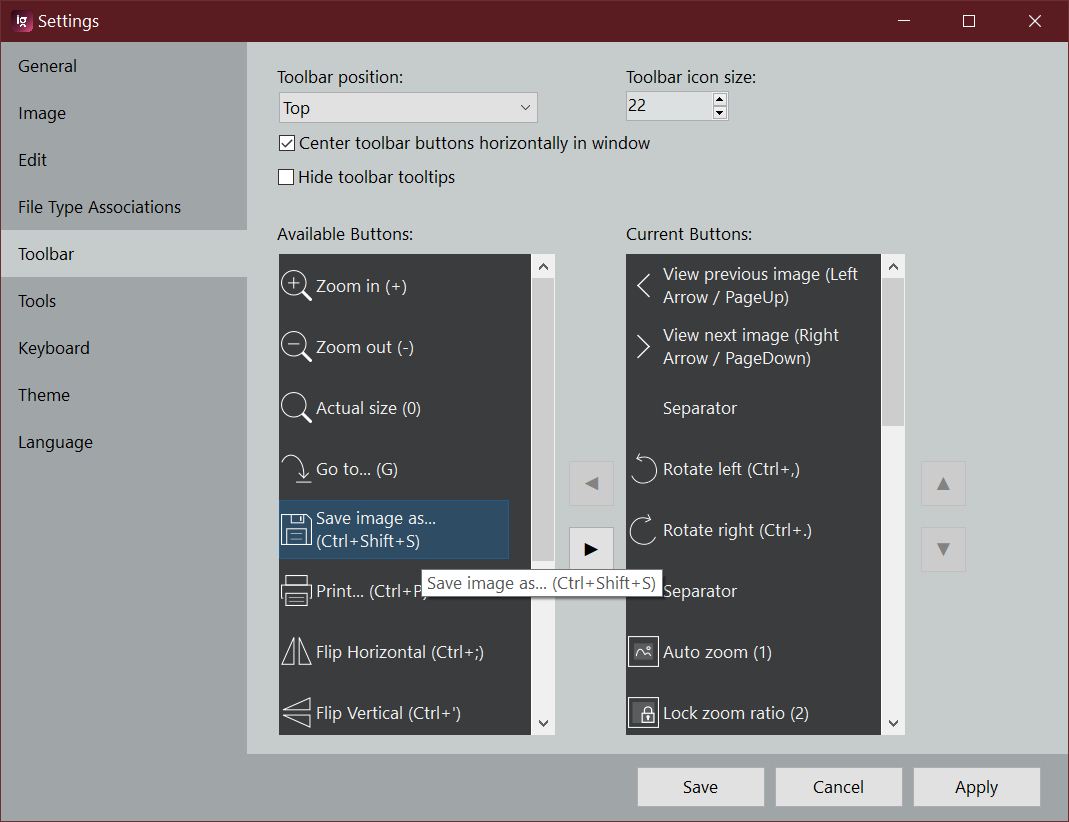 Ig
Settings
General
Image
Edit
File Type Associations
Toolbar
Tools
Keyboard
Theme
Language
Toolbar position:
Top
Toolbar icon size:
22
Center toolbar buttons horizontally in window
Hide toolbar tooltips
Available Buttons:
Zoom in (+)
Zoom out (-)
Actual size (0)
Go to... (G)
Save image as...
(Ctrl+Shift+S)
Save image as... (Ctrl+Shift+S)
Print... (Ctrl+P
Flip Horizontal (Ctrl+;)
Flip Vertical (Ctrl+')
Current Buttons:
View previous image (Left
Arrow / PageUp)
View next image (Right
Arrow / PageDown)
Separator
Rotate left (Ctrl+,)
Rotate right (Ctrl+.)
Separator
Auto zoom (1)
Lock zoom ratio (2)
Save
Cancel
Apply